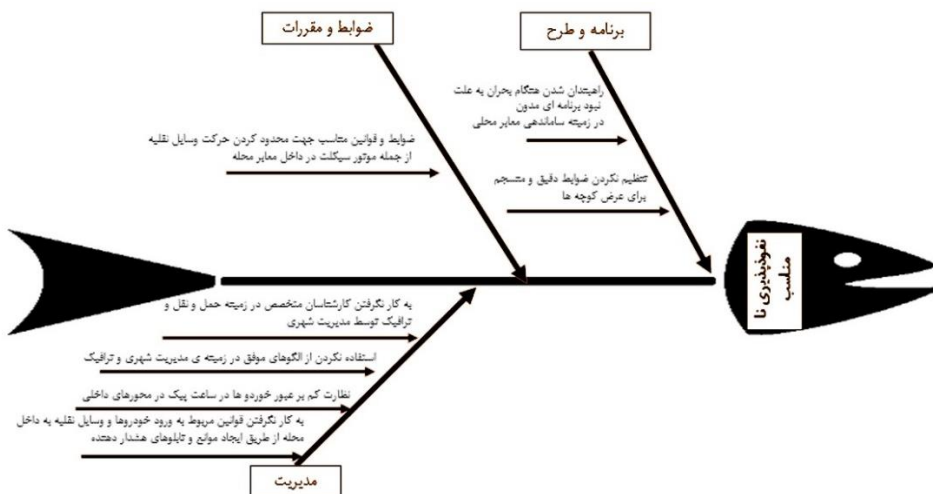 برنامه و طرح
ضوابط و مقررات
راهبندان شدن هنگام بحران به علت
نبود برنامه ای مدون
در زمینه ساماندهی معابر محلی
تنظیم نکردن ضوابط دقیق و منسجم
برای عرض کوچه ها
ضوابط و قوانین متناسب جهت محدود کردن حرکت وسایل نقلیه
از جمله موتور سیکلت در داخل معابر محله
نفوذپذیری نا
مناسب
به کار نگرفتن کارشناسان متخصص در زمینه حمل و نقل و
ترافیک توسط مدیریت شهری
استفاده نکردن از الگوهای موفق در زمینه ی مدیریت شهری و ترافیک
نظارت کم بر عبور خوردو ها در ساعت پیک در محورهای داخلی
به کار نگرفتن قوانین مربوط به ورود خودروها و وسایل نقلیه به داخل
محله از طریق ایجاد موانع و تابلوهای هشدار دهنده
مدیریت